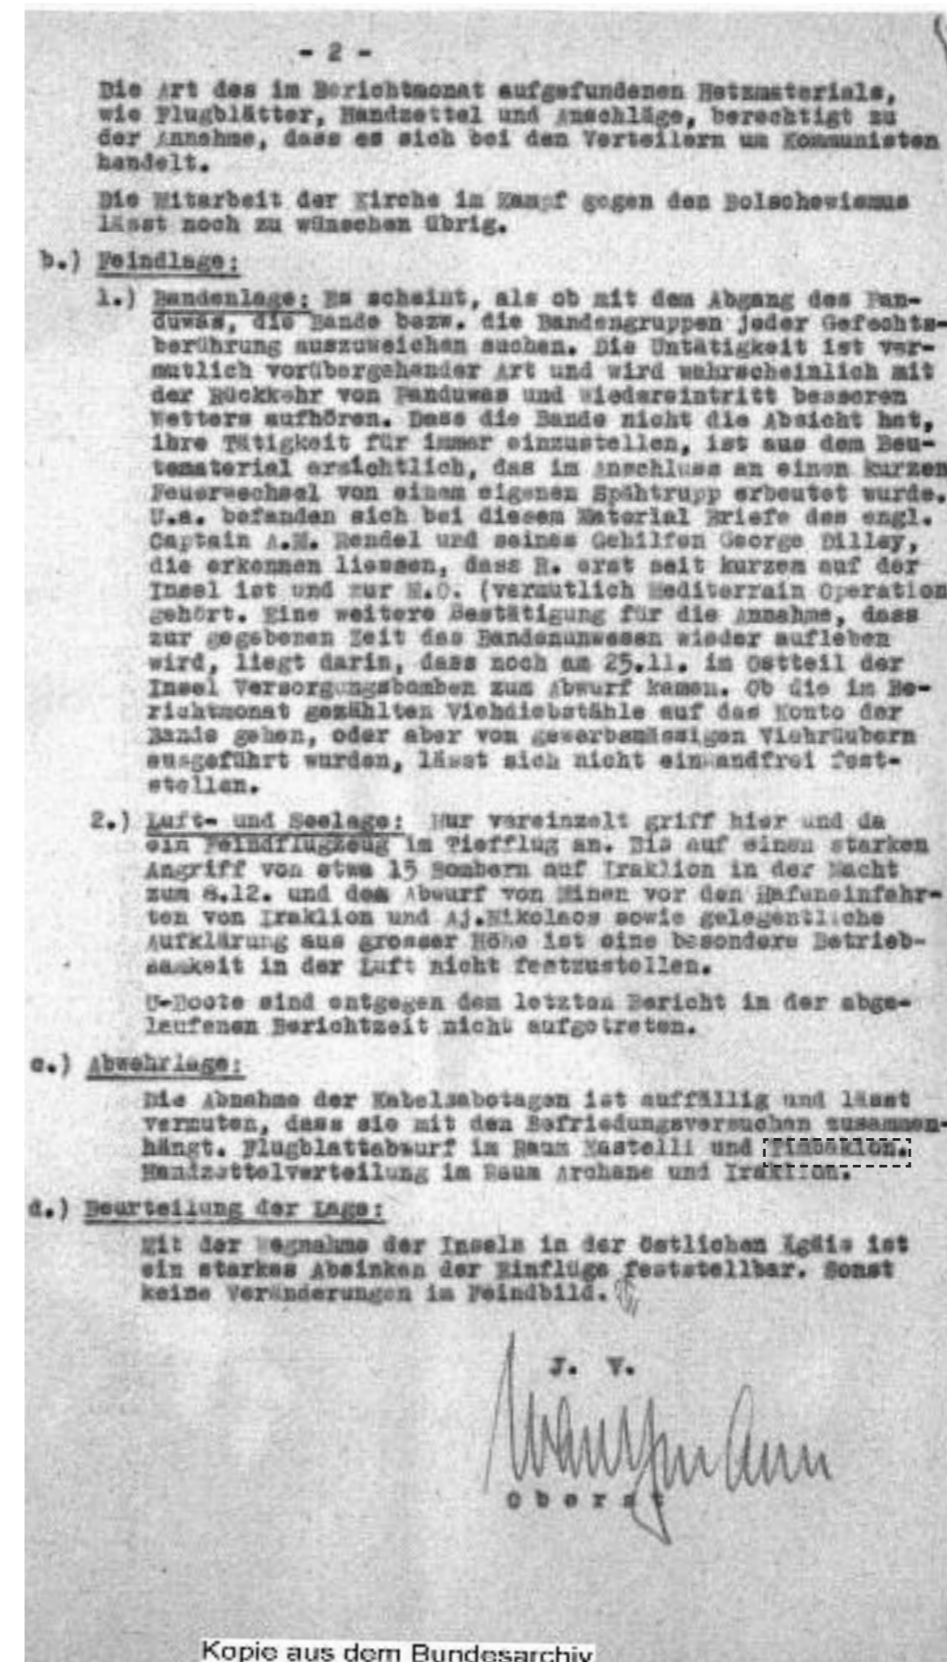 - 2 -
Die Art des im Berichtmonat aufgefundenen Hetzmaterials,
wie Flugblätter, Handzettel und Anschläge, berechtigt zu
der Annahme, dass es sich bei den Verteilern um Kommunisten
handelt.
Die Mitarbeit der Kirche im Kampf gegen den Bolschewismus
lässt noch zu wünschen übrig.
b.) Feindlage:
1.) Bandenlage: Es scheint, als ob mit dem Abgang des Pan-
duwas, die Bande bezw. die Bandengruppen jeder Gefechts-
berührung auszuweichen suchen. Die Untätigkeit ist ver-
mutlich vorübergehender Art und wird wahrscheinlich mit
der Rückkehr von Panduwas und Wiedereintritt besseren
Wetters aufhören. Dass die Bande nicht die Absicht hat,
ihre Tätigkeit für immer einzustellen, ist aus dem Beu-
tematerial ersichtlich, das im Anschluss an einen kurzen
Feuerwechsel von einem eigenen Spähtrupp erbeutet wurde.
U.a. befanden sich bei diesem Material Briefe des engl.
Captain A.M. Rendel und seines Gehilfen George Dilley,
die erkennen liessen, dass R. erst seit kurzem auf der
Insel ist und zur M.O. (vermutlich Mediterrain Operation
gehört. Eine weitere Bestätigung für die Annahme, dass
zur gegebenen Zeit das Bandenunwesen wieder aufleben
wird, liegt darin, dass noch am 25.11. im Ostteil der
Insel Versorgungsbomben zum Abwurf kamen. Ob die im Be-
richtmonat gezählten Viehdiebstähle auf das Konto der
Bande gehen, oder aber von gewerbsmässigen Viehräubern
ausgeführt wurden, lässt sich nicht einwandfrei fest-
stellen.
2.) Luft- und Seelage: Nur vereinzelt griff hier und da
ein Feindflugzeug im Tiefflug an. Bis auf einen starken
Angriff von etwa 15 Bombern auf Iraklion in der Nacht
zum 8.12. und dem Abwurf von Minen vor den Hafeneinfahr-
ten von Iraklion und Aj.Nikolaos sowie gelegentliche
Aufklärung aus grosser Höhe ist eine besondere Betrieb-
samkeit in der Luft nicht festzustellen.
U-Boote sind entgegen dem letzten Bericht in der abge-
laufenen Berichtzeit nicht aufgetreten.
c.) Abwehrlage:
Die Abnahme der Kabelsabotagen ist auffällig und lässt
vermuten, dass sie mit den Befriedungsversuchen zusammen-
hängt. Flugblattabwurf im Raum Kastelli und Timbakion.
Handzettelverteilung im Raum Archane und Iraklion.
d.) Beurteilung der Lage:
Mit der Wegnahme der Inseln in der östlichen Ägäis ist
ein starkes Absinken der Einflüge feststellbar. Sonst
keine Veränderungen im Feindbild.
J. V.
Oberst
Kopie aus dem Bundesarchiv